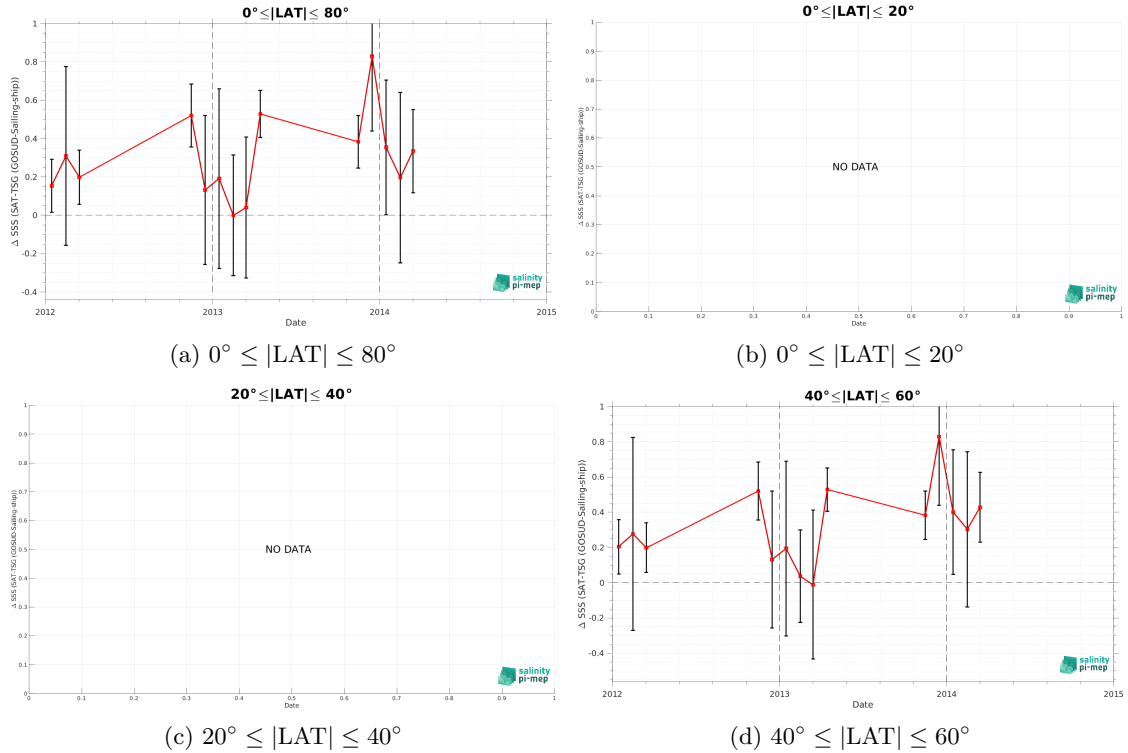 0°≤|LAT|≤ 80°
Δ SSS (SAT-TSG (GOSUD-Sailing-ship))
1
0.8
0.6
0.4
0.2
0
-0.2
-0.4
2012
2013
2014
2015
Date
salinity
pi-mep
(a) 0° ≤ |LAT| ≤ 80°
0°≤|LAT|≤ 20°
Δ SSS (SAT-TSG (GOSUD-Sailing-ship))
1
0.9
0.8
0.7
0.6
0.5
0.4
0.3
0.2
0.1
0
NO DATA
0
0.1
0.2
0.3
0.4
0.5
0.6
0.7
0.8
0.9
1
Date
salinity
pi-mep
(b) 0° ≤ |LAT| ≤ 20°
20°≤|LAT|≤ 40°
Δ SSS (SAT-TSG (GOSUD-Sailing-ship))
1
0.9
0.8
0.7
0.6
0.5
0.4
0.3
0.2
0.1
0
NO DATA
0
0.1
0.2
0.3
0.4
0.5
0.6
0.7
0.8
0.9
1
Date
salinity
pi-mep
(c) 20° ≤ |LAT| ≤ 40°
40°≤|LAT|≤ 60°
Δ SSS (SAT-TSG (GOSUD-Sailing-ship))
1
0.8
0.6
0.4
0.2
0
-0.2
-0.4
2012
2013
2014
2015
Date
salinity
pi-mep
(d) 40° ≤ |LAT| ≤ 60°